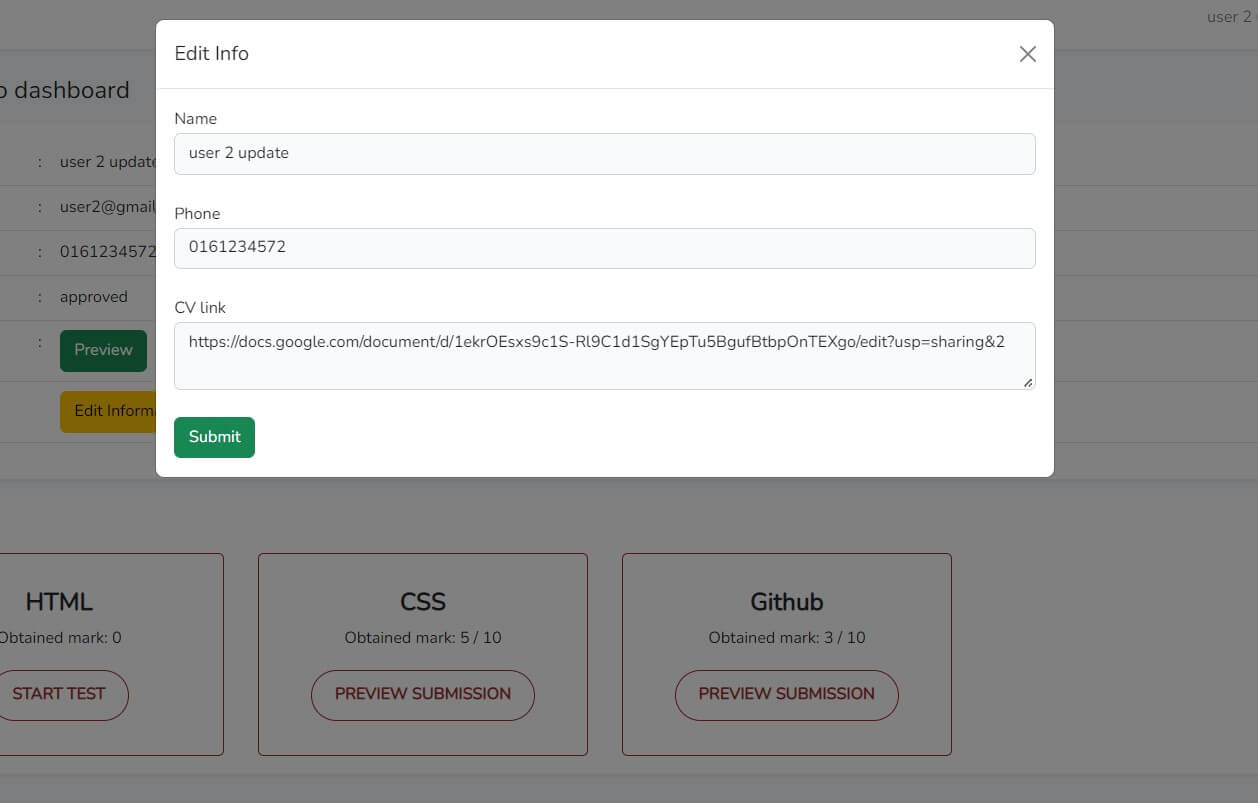 user 2
Edit Info
dashboard
Name
: user 2 update
user 2 update
: user2@gmail
Phone
0161234572
: 0161234572
: approved
CV link
: Preview
https://docs.google.com/document/d/1ekrOEsxs9c1S-Rl9C1d1SgYEpTu5BgufBtbpOnTEXgo/edit?usp=sharing&2
Edit Informa
Submit
HTML
Obtained mark: 0
START TEST
CSS
Obtained mark: 5 / 10
PREVIEW SUBMISSION
Github
Obtained mark: 3 / 10
PREVIEW SUBMISSION